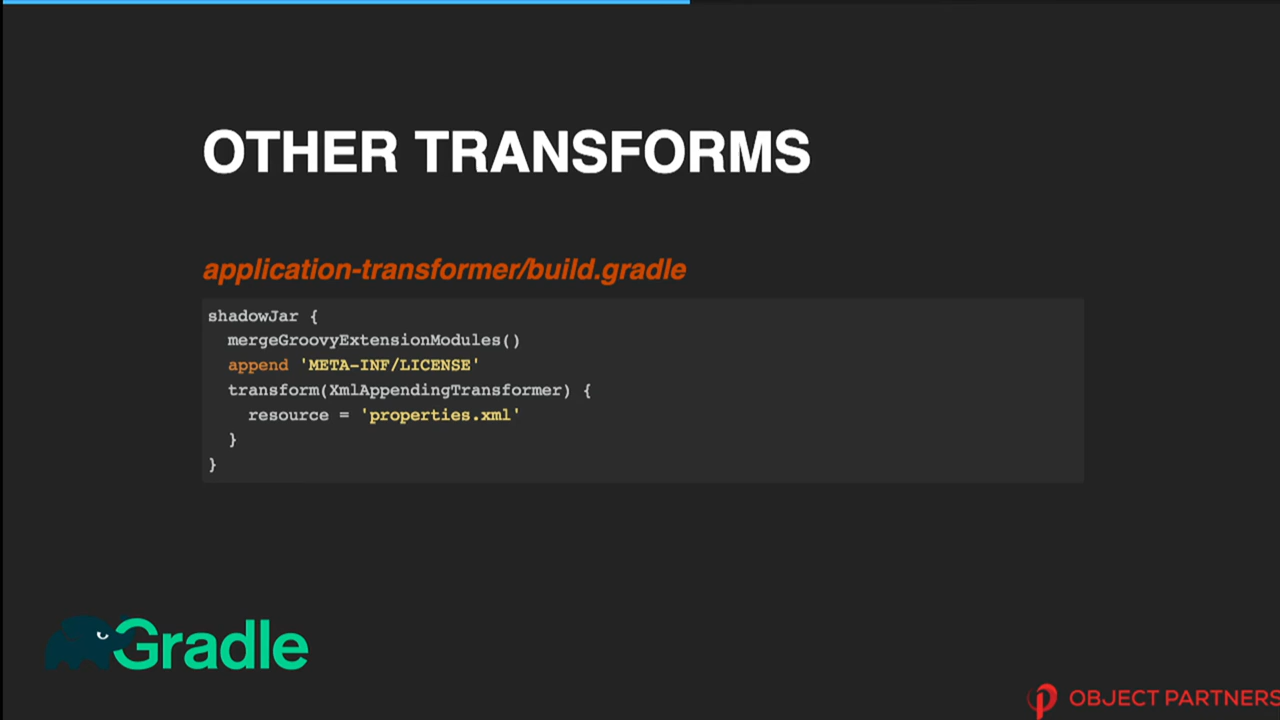 OTHER TRANSFORMS
application-transformer/build.gradle
shadowJar {
  mergeGroovyExtensionModules()
  append 'META-INF/LICENSE'
  transform(XmlAppendingTransformer) {
    resource = 'properties.xml'
  }
}
Gradle
OBJECT PARTNERS